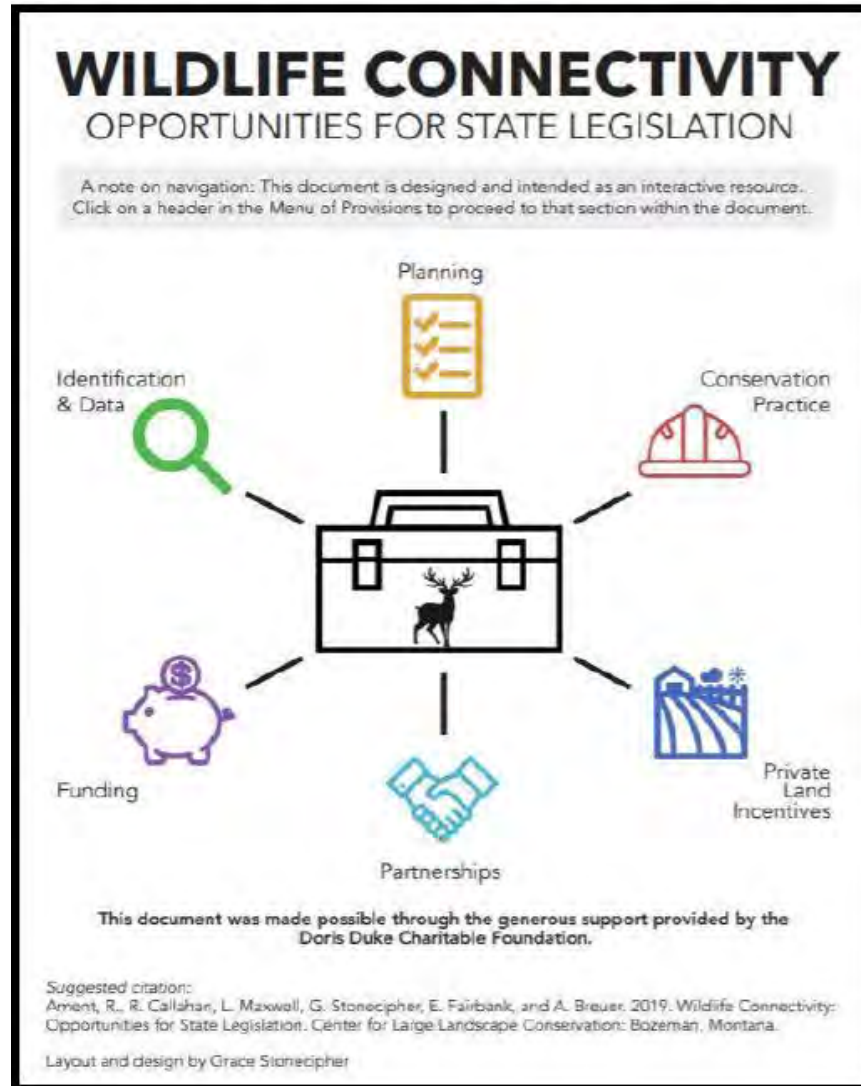 WILDLIFE CONNECTIVITY
OPPORTUNITIES FOR STATE LEGISLATION
A note on navigation: This document is designed and intended as an interactive resource.
Click on a header in the Menu of Provisions to proceed to that section within the document.
Planning
Identification
& Data
Conservation
Practice
$
Funding
Private
Land
Incentives
Partnerships
This document was made possible through the generous support provided by the
Doris Duke Charitable Foundation.
Suggested citation:
Ament, R., R. Callahan, L. Maxwell, G. Stonecipher, E. Fairbank, and A. Breuer. 2019. Wildlife Connectivity:
Opportunities for State Legislation. Center for Large Landscape Conservation: Bozeman, Montana.
Layout and design by Grace Stonecipher